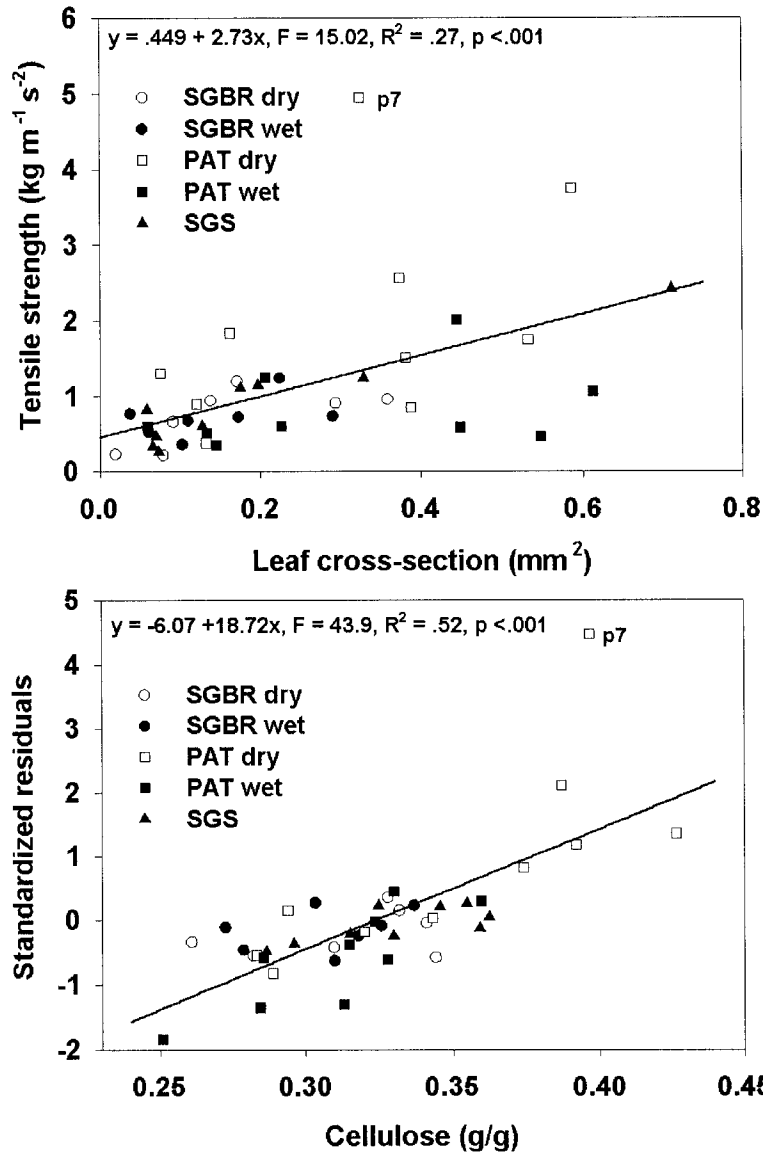 y = .449 + 2.73x, F = 15.02, R² = .27, p <.001
p7
SGBR dry
SGBR wet
PAT dry
PAT wet
SGS
Tensile strength (kg m⁻¹ s⁻²)
6
5
4
3
2
1
0
0.0 0.2 0.4 0.6 0.8
Leaf cross-section (mm²)
y = -6.07 +18.72x, F = 43.9, R² = .52, p <.001
p7
SGBR dry
SGBR wet
PAT dry
PAT wet
SGS
Standardized residuals
5
4
3
2
1
0
-1
-2
0.25 0.30 0.35 0.40 0.45
Cellulose (g/g)